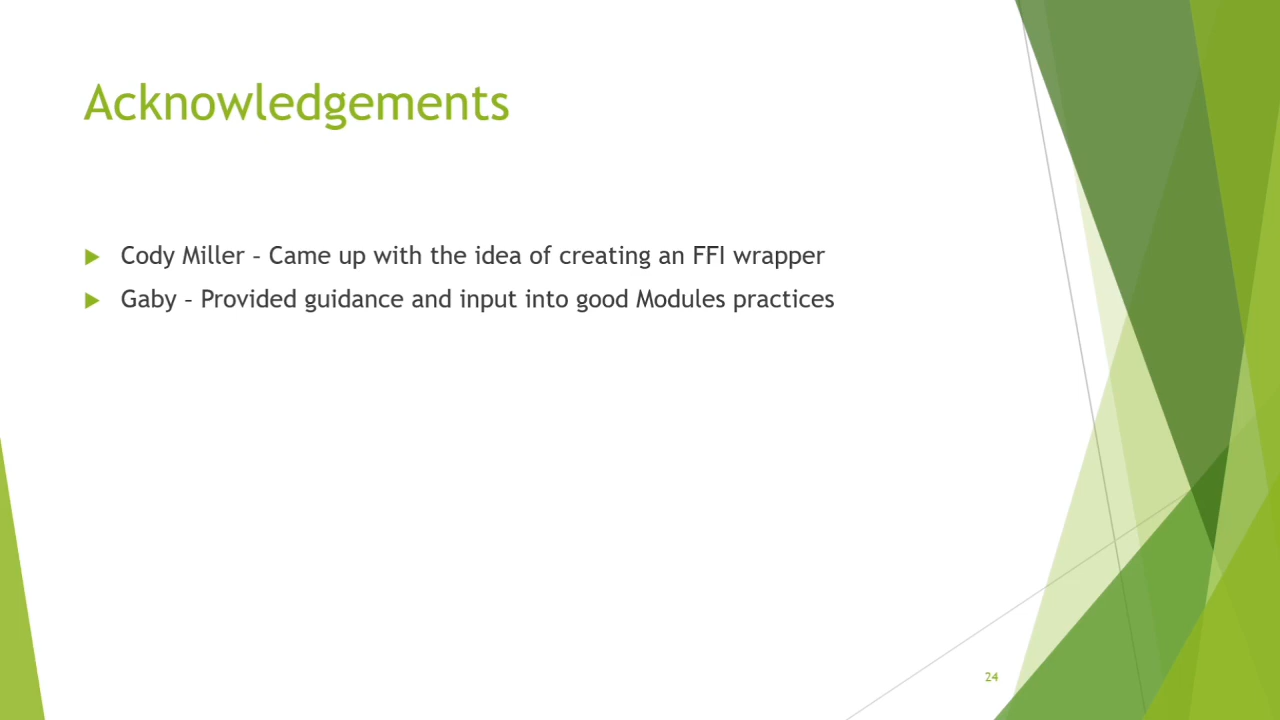 Acknowledgements
Cody Miller – Came up with the idea of creating an FFI wrapper
Gaby – Provided guidance and input into good Modules practices
24